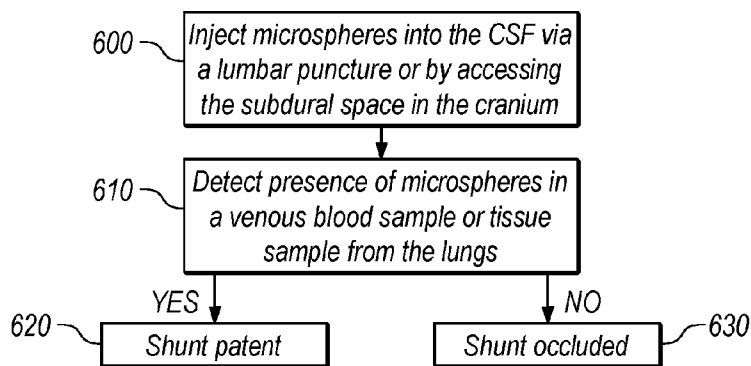 600
Inject microspheres into the CSF via
a lumbar puncture or by accessing
the subdural space in the cranium
610
Detect presence of microspheres in
a venous blood sample or tissue
sample from the lungs
YES
NO
620
Shunt patent
Shunt occluded
630